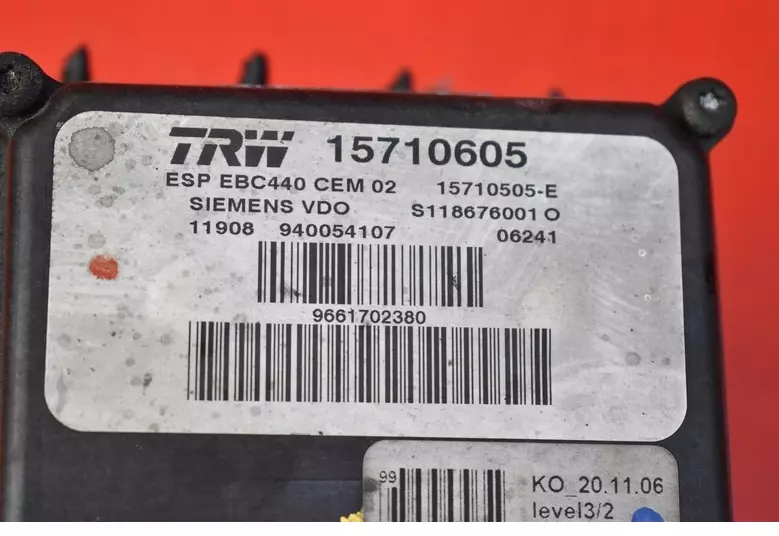 TRW 15710605
ESP EBC440 CEM 02 15710505-E
SIEMENS VDO S118676001 O
11908 940054107 06241
9661702380
99
KO_20.11.06
level3/2